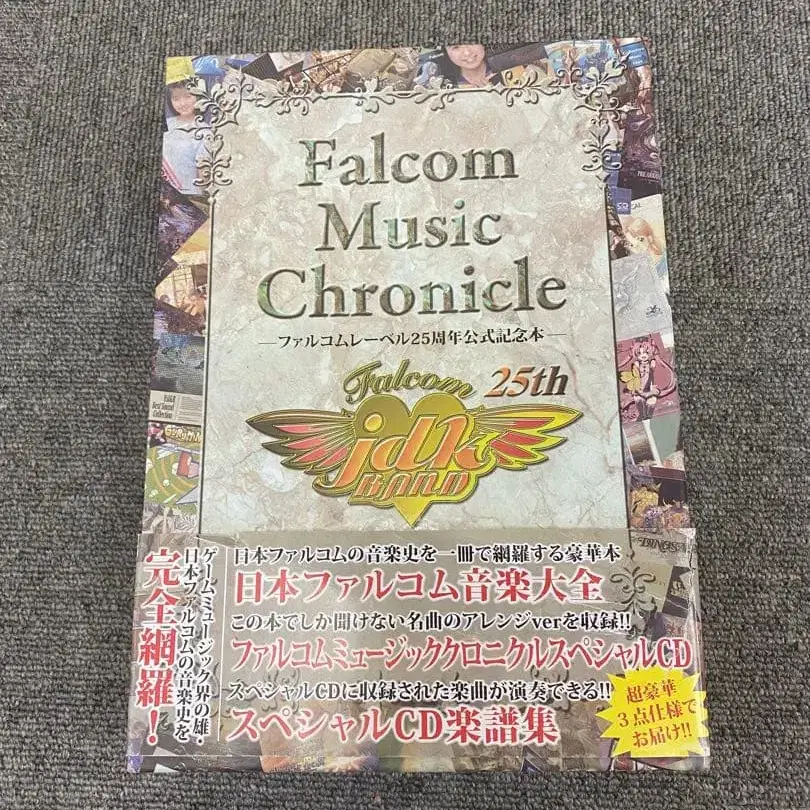 Falcom
Music
Chronicle
ファルコムレーベル25周年公式記念本
Falcom 25th
jdk
BAND
ゲームミュージック界の雄・
日本ファルコムの音楽史を
完全網羅!
日本ファルコムの音楽史を一冊で網羅する豪華本
日本ファルコム音楽大全
この本でしか聞けない名曲のアレンジverを収録!!
ファルコムミュージッククロニクルスペシャルCD
スペシャルCDに収録された楽曲が演奏できる!!
スペシャルCD楽譜集
超豪華
3点仕様で
お届け!!